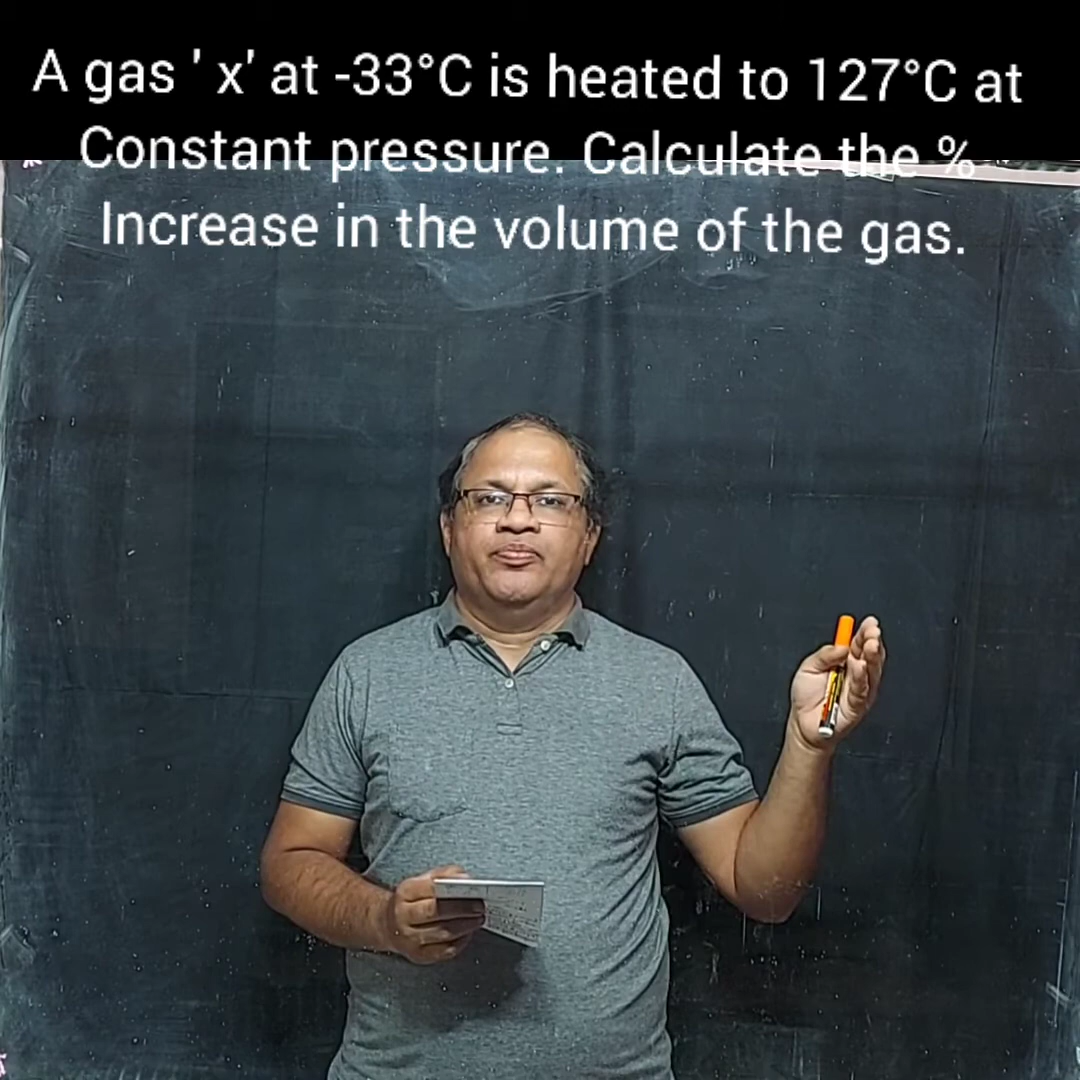 A gas ' x' at -33°C is heated to 127°C at
Constant pressure. Calculate the %
Increase in the volume of the gas.